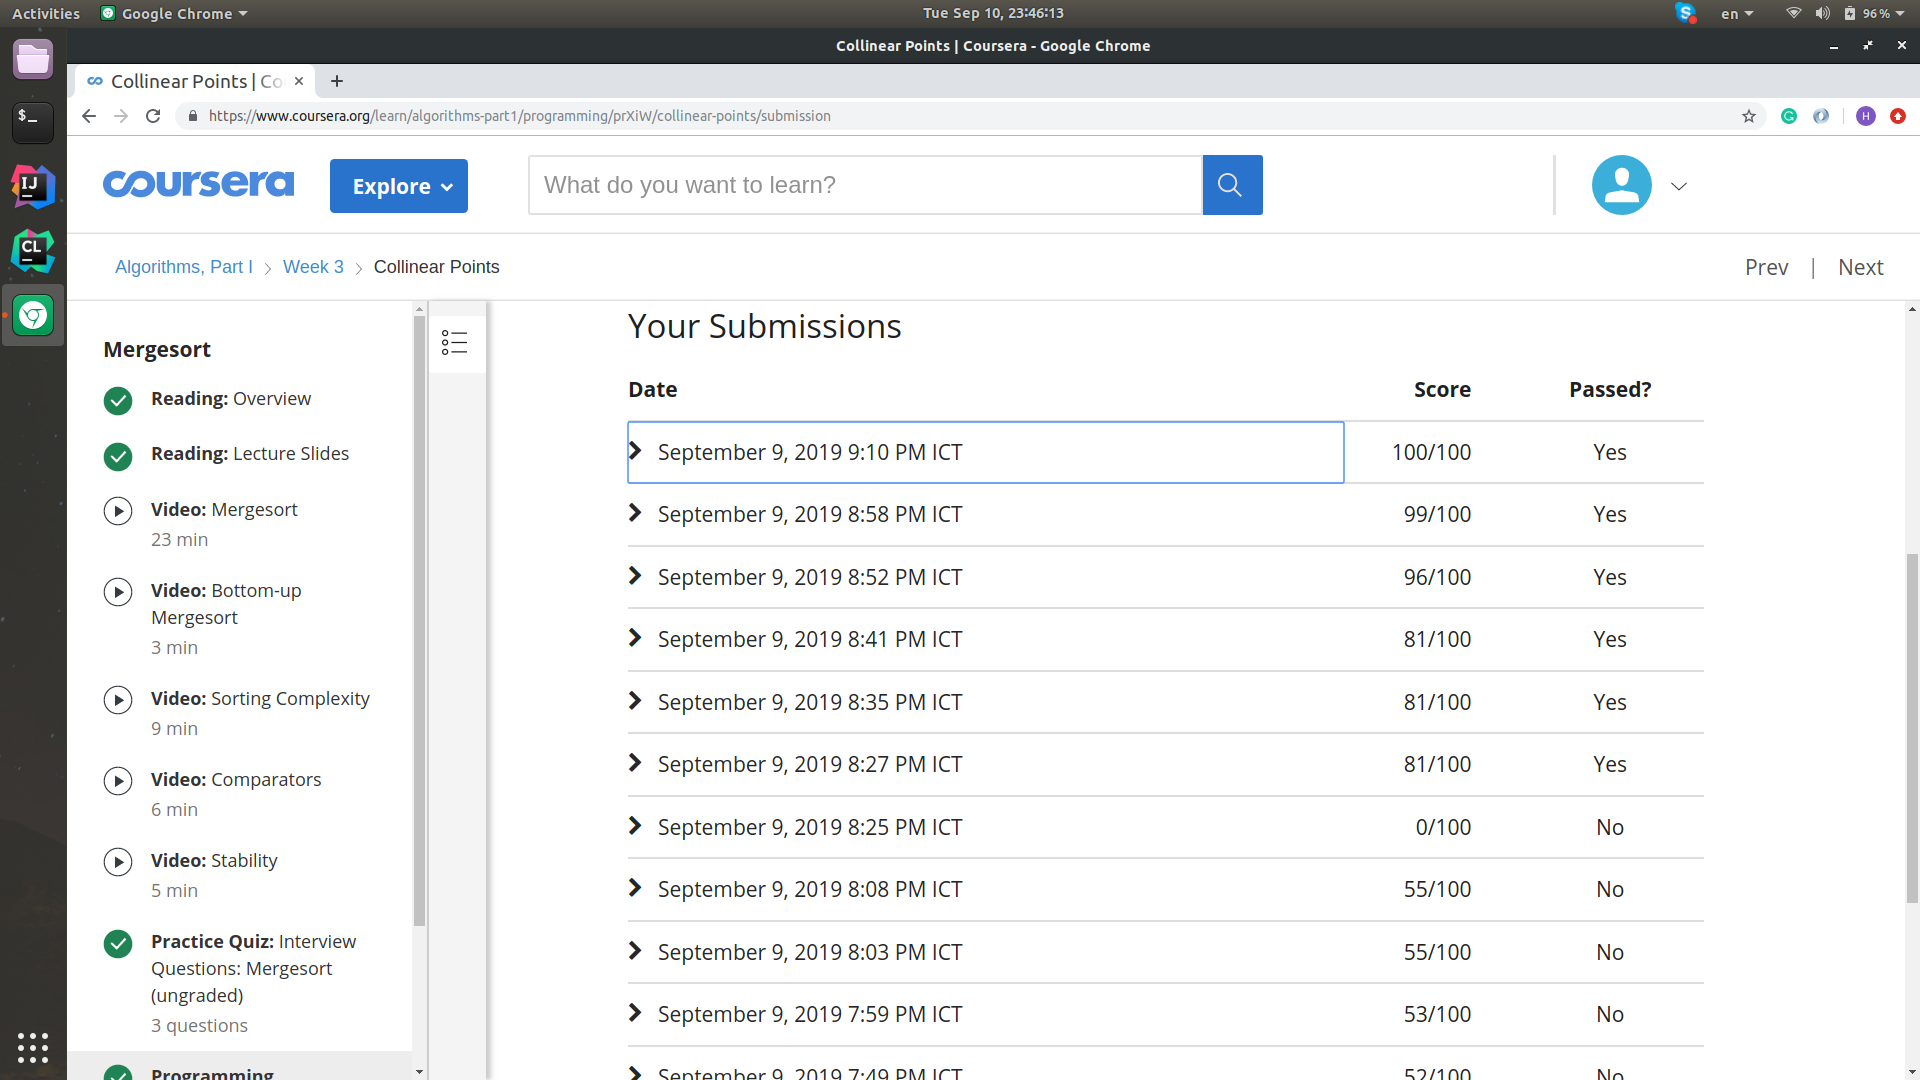 Activities
Google Chrome
Tue Sep 10, 23:46:13
en
96 %
Collinear Points | Coursera - Google Chrome
Collinear Points | Co
https://www.coursera.org/learn/algorithms-part1/programming/prXiW/collinear-points/submission
H
coursera
Explore
What do you want to learn?
Algorithms, Part I
Week 3
Collinear Points
Prev | Next
Mergesort
Reading: Overview
Reading: Lecture Slides
Video: Mergesort
23 min
Video: Bottom-up
Mergesort
3 min
Video: Sorting Complexity
9 min
Video: Comparators
6 min
Video: Stability
5 min
Practice Quiz: Interview
Questions: Mergesort
(ungraded)
3 questions
Programming
Your Submissions
Date Score Passed?
September 9, 2019 9:10 PM ICT 100/100 Yes
September 9, 2019 8:58 PM ICT 99/100 Yes
September 9, 2019 8:52 PM ICT 96/100 Yes
September 9, 2019 8:41 PM ICT 81/100 Yes
September 9, 2019 8:35 PM ICT 81/100 Yes
September 9, 2019 8:27 PM ICT 81/100 Yes
September 9, 2019 8:25 PM ICT 0/100 No
September 9, 2019 8:08 PM ICT 55/100 No
September 9, 2019 8:03 PM ICT 55/100 No
September 9, 2019 7:59 PM ICT 53/100 No
September 9, 2019 7:49 PM ICT 52/100 No
$_
IJ
CL
S